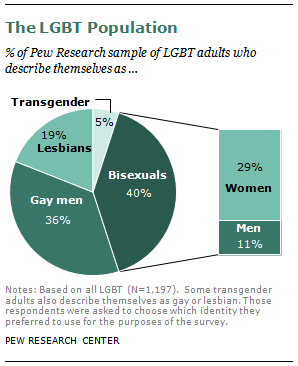 The LGBT Population
% of Pew Research sample of LGBT adults who
describe themselves as ...
Transgender
5%
19%
Lesbians
Bisexuals
40%
Gay men
36%
29%
Women
Men
11%
Notes: Based on all LGBT (N=1,197). Some transgender
adults also describe themselves as gay or lesbian. Those
respondents were asked to choose which identity they
preferred to use for the purposes of the survey.
PEW RESEARCH CENTER